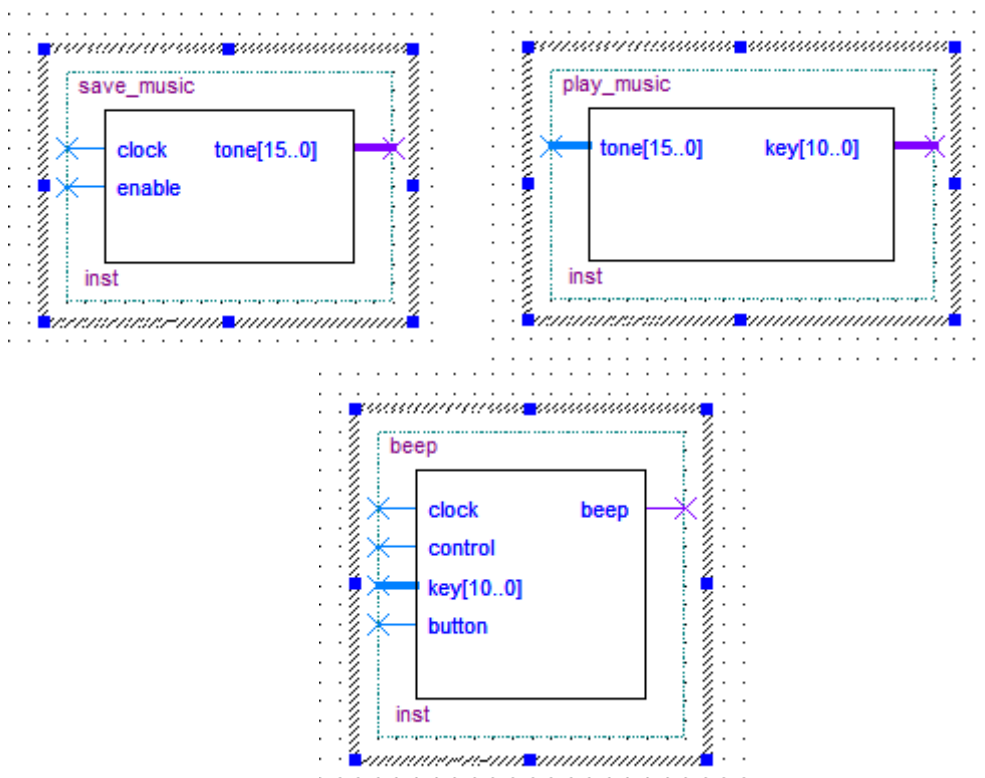 save_music
clock tone[15..0]
enable
inst
play_music
tone[15..0] key[10..0]
inst
beep
clock beep
control
key[10..0]
button
inst